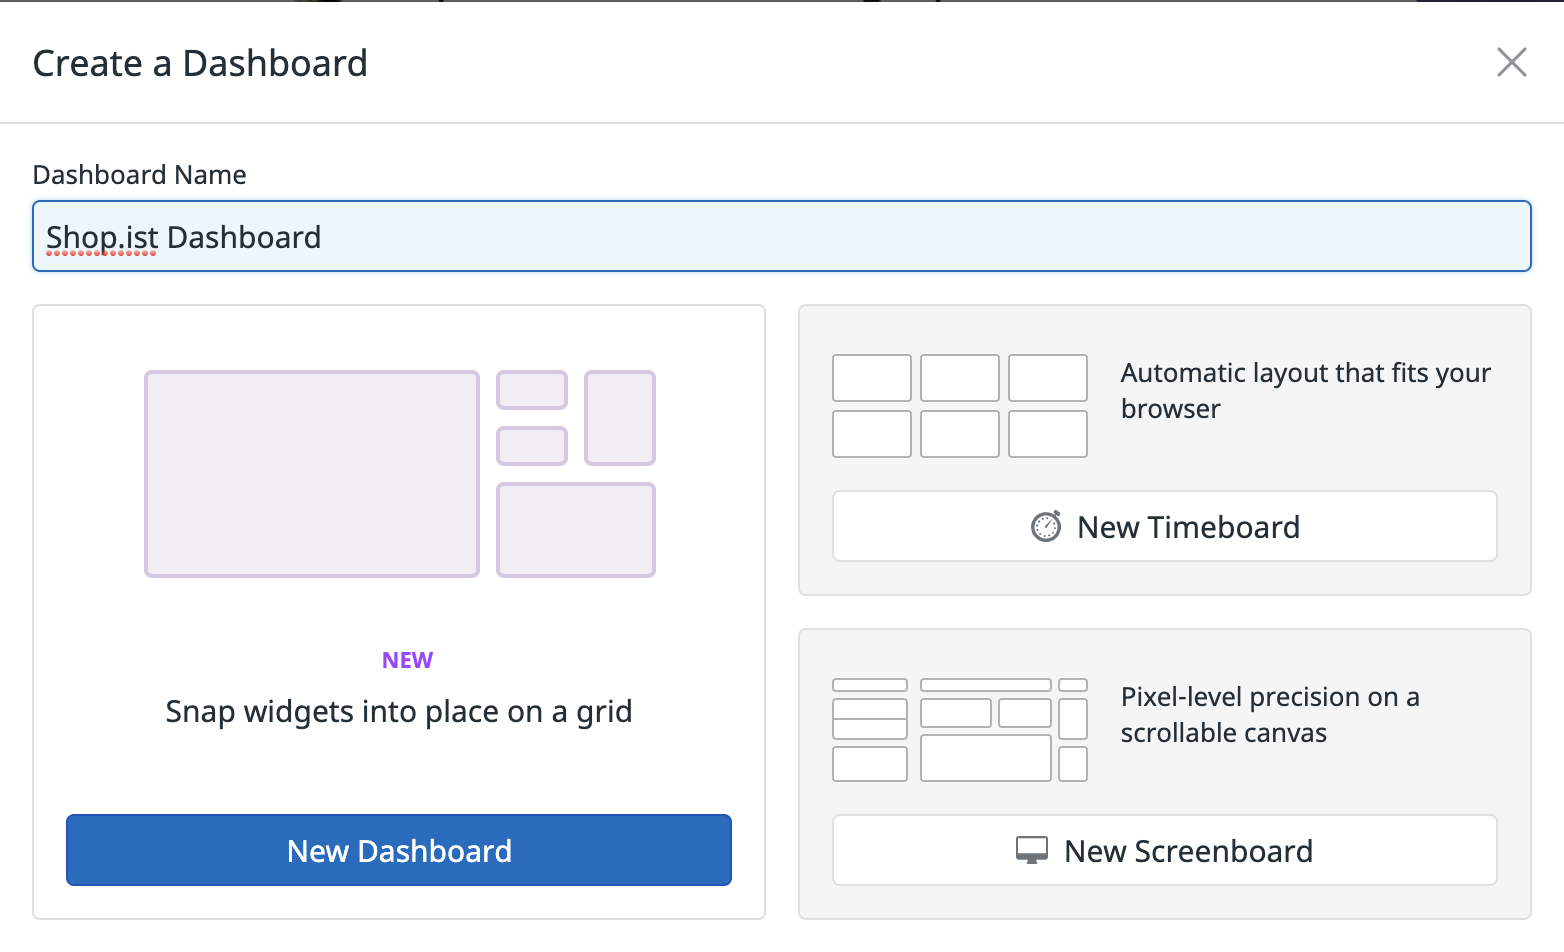 Create a Dashboard
Dashboard Name
Shop.ist Dashboard
NEW
Snap widgets into place on a grid
New Dashboard
Automatic layout that fits your
browser
New Timeboard
Pixel-level precision on a
scrollable canvas
New Screenboard